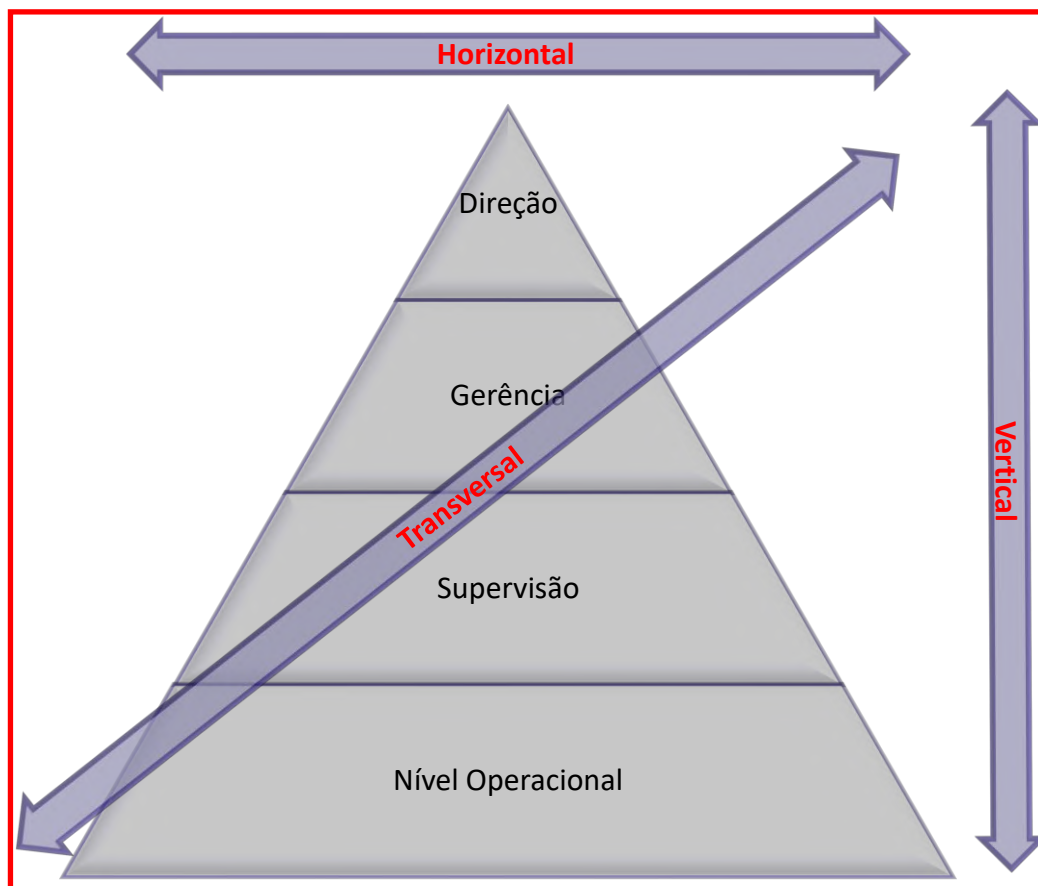 Horizontal
Direção
Gerência
Transversal
Vertical
Supervisão
Nível Operacional